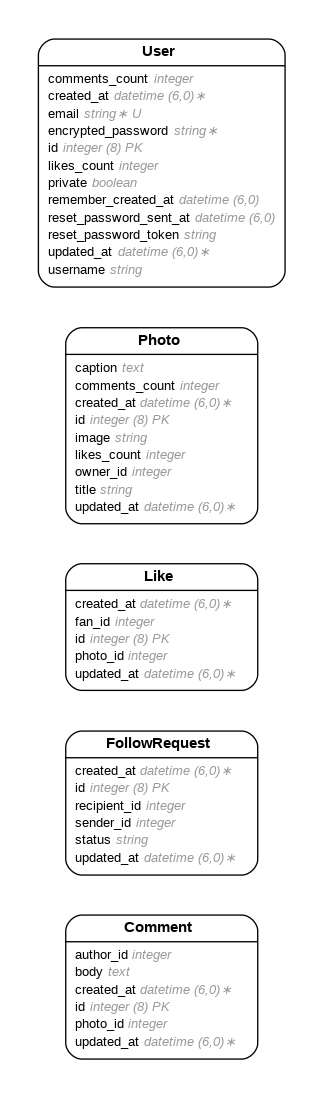 User
comments_count integer
created_at datetime (6,0)∗
email string∗ U
encrypted_password string∗
id integer (8) PK
likes_count integer
private boolean
remember_created_at datetime (6,0)
reset_password_sent_at datetime (6,0)
reset_password_token string
updated_at datetime (6,0)∗
username string
Photo
caption text
comments_count integer
created_at datetime (6,0)∗
id integer (8) PK
image string
likes_count integer
owner_id integer
title string
updated_at datetime (6,0)∗
Like
created_at datetime (6,0)∗
fan_id integer
id integer (8) PK
photo_id integer
updated_at datetime (6,0)∗
FollowRequest
created_at datetime (6,0)∗
id integer (8) PK
recipient_id integer
sender_id integer
status string
updated_at datetime (6,0)∗
Comment
author_id integer
body text
created_at datetime (6,0)∗
id integer (8) PK
photo_id integer
updated_at datetime (6,0)∗